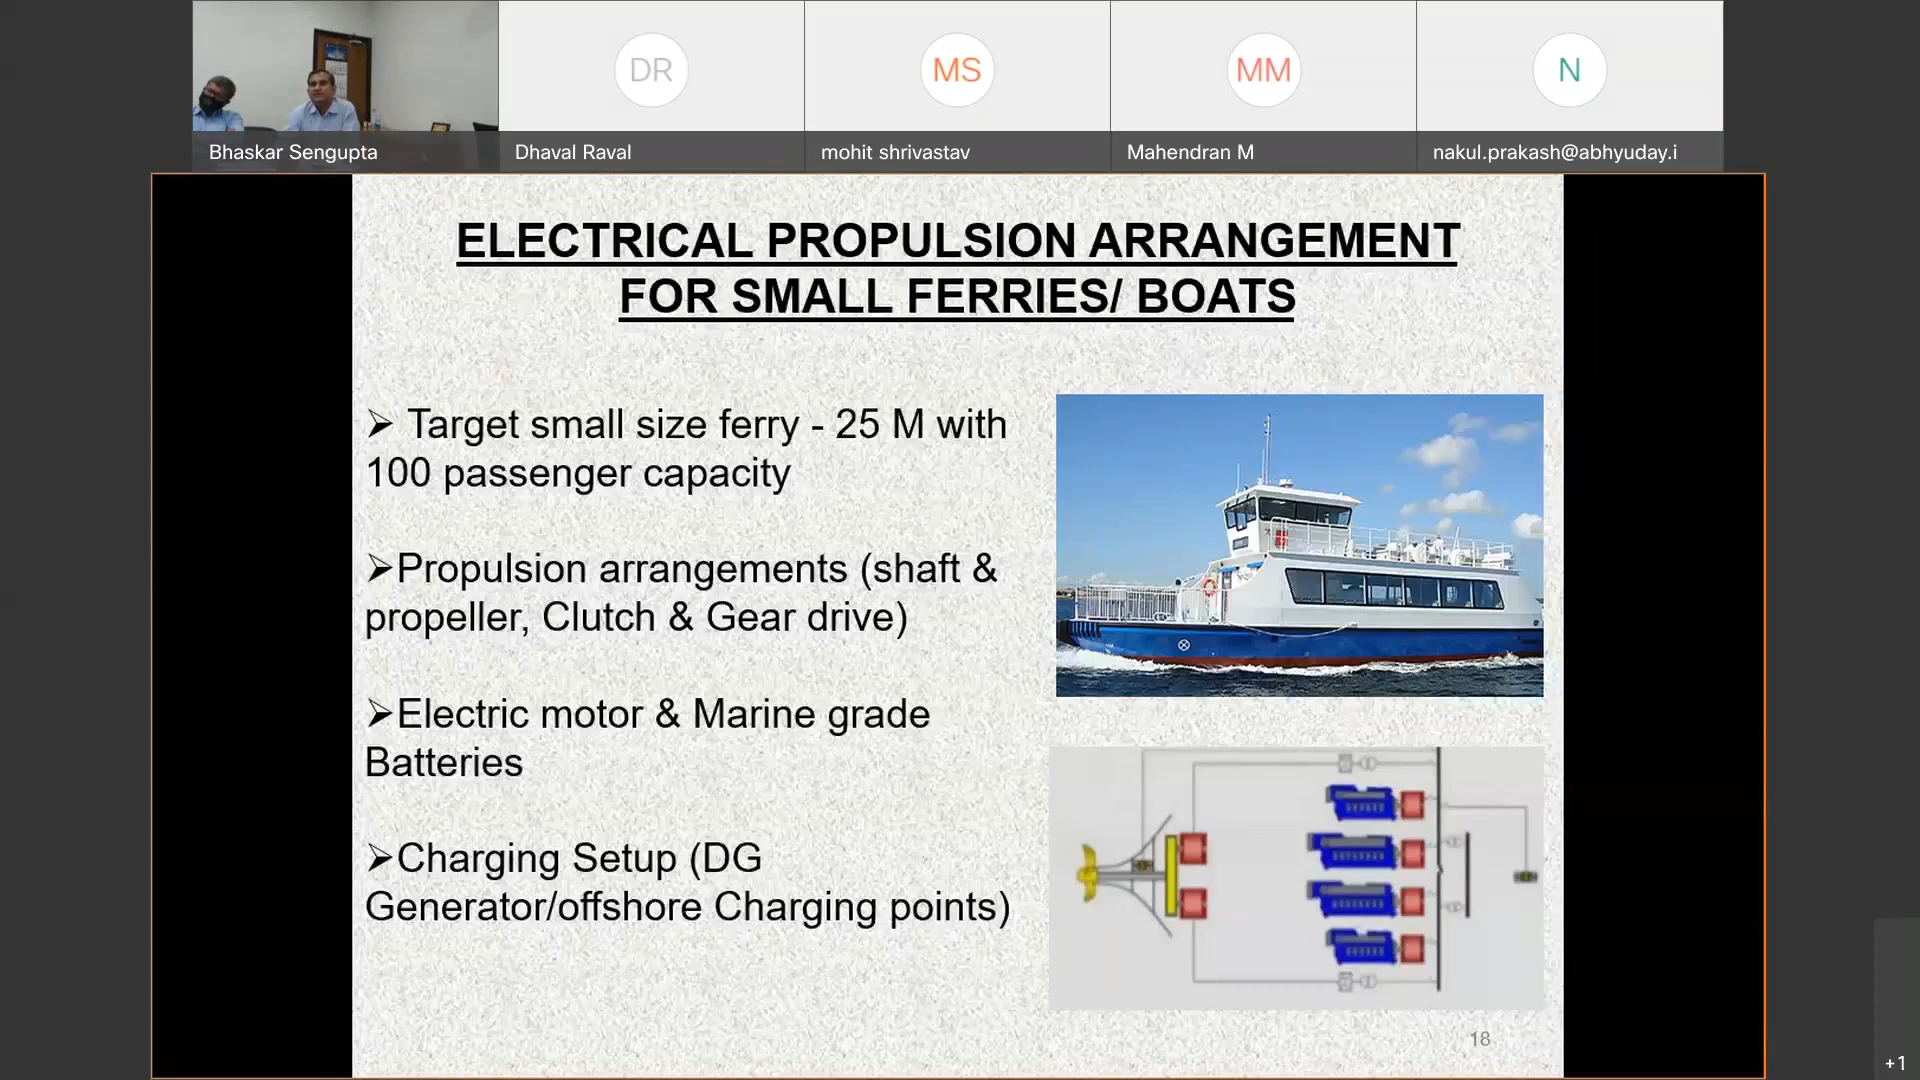 DR
MS
MM
N
Bhaskar Sengupta
Dhaval Raval
mohit shrivastav
Mahendran M
nakul.prakash@abhyuday.i
ELECTRICAL PROPULSION ARRANGEMENT
FOR SMALL FERRIES/ BOATS
➢ Target small size ferry - 25 M with
100 passenger capacity
➢Propulsion arrangements (shaft &
propeller, Clutch & Gear drive)
➢Electric motor & Marine grade
Batteries
➢Charging Setup (DG
Generator/offshore Charging points)
18
+1